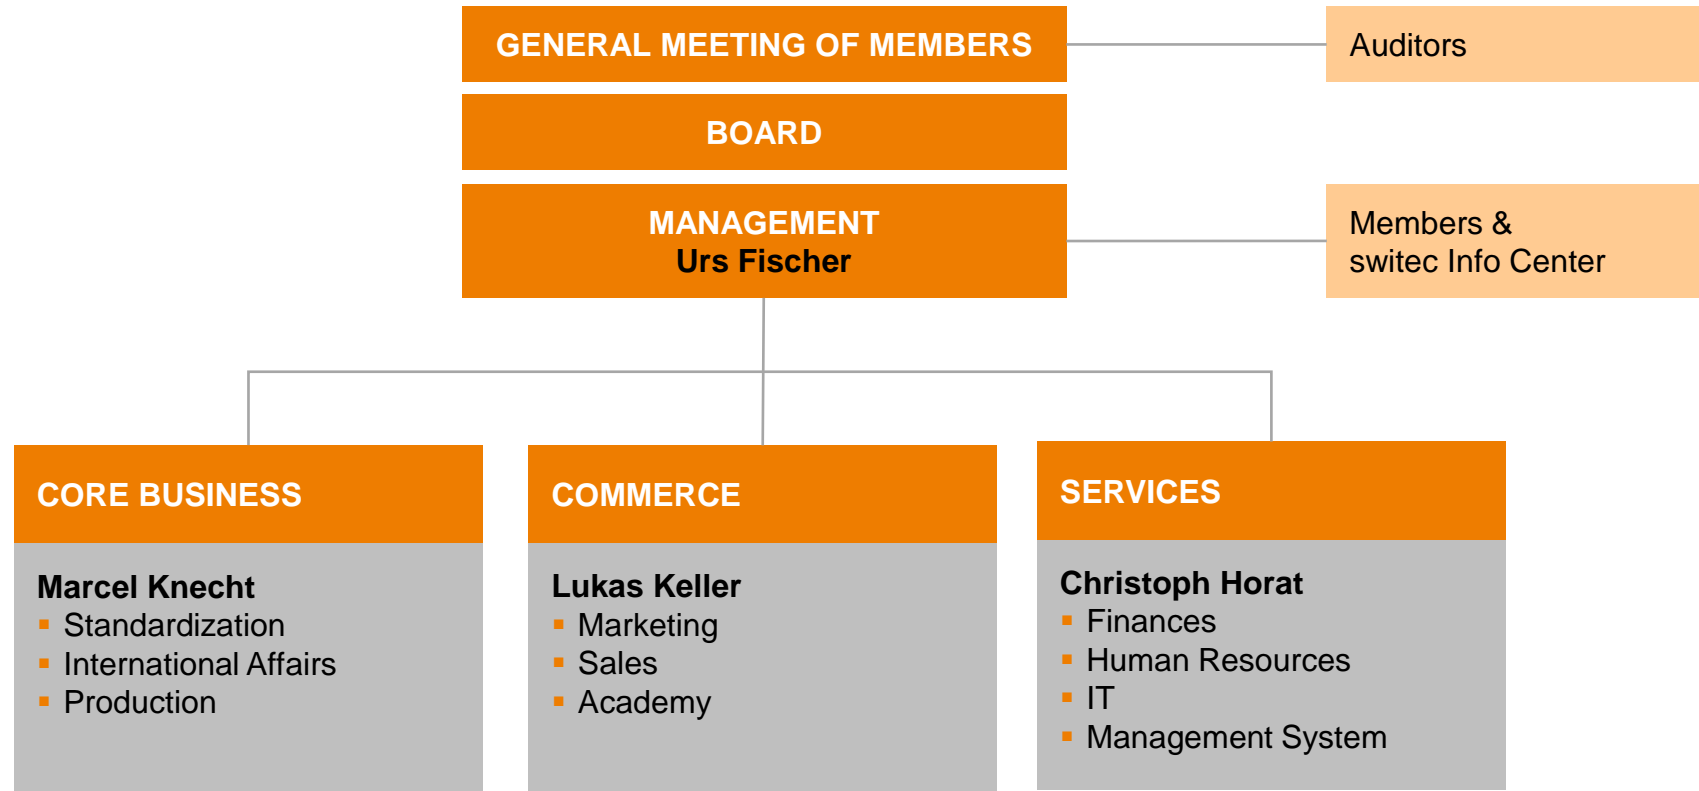 GENERAL MEETING OF MEMBERS
Auditors
BOARD
MANAGEMENT
Urs Fischer
Members &
switec Info Center
CORE BUSINESS
Marcel Knecht
▪ Standardization
▪ International Affairs
▪ Production
COMMERCE
Lukas Keller
▪ Marketing
▪ Sales
▪ Academy
SERVICES
Christoph Horat
▪ Finances
▪ Human Resources
▪ IT
▪ Management System